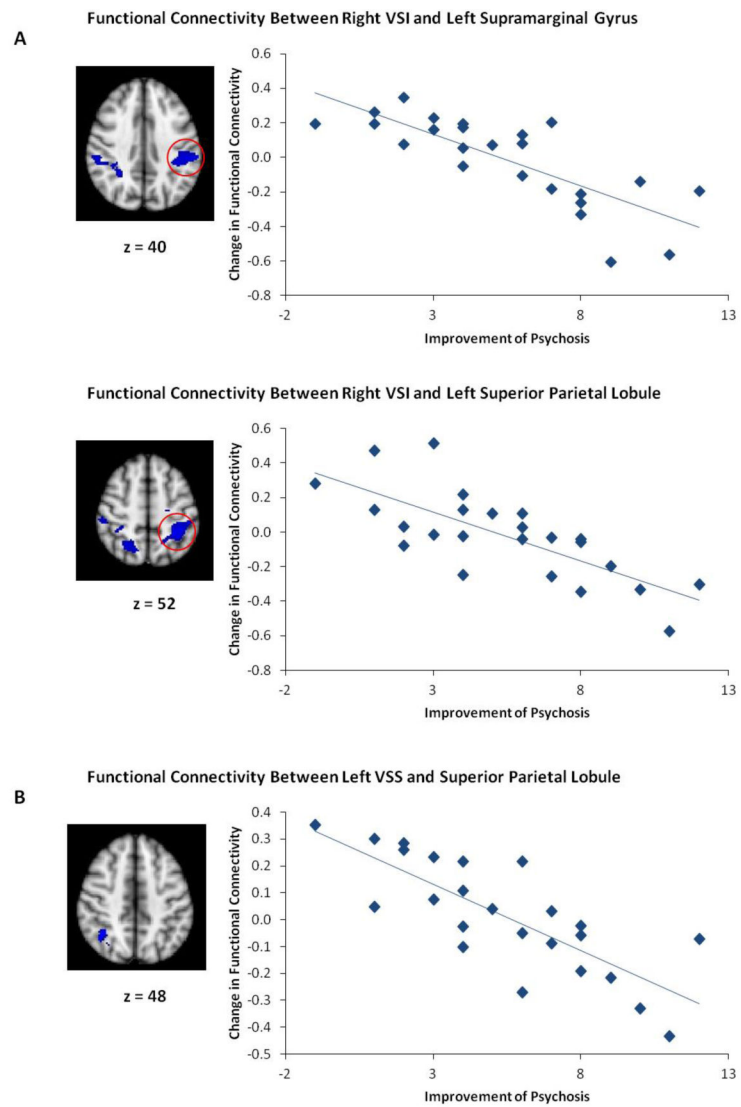 Functional Connectivity Between Right VSI and Left Supramarginal Gyrus
A
z = 40
Change in Functional Connectivity
0.6
0.4
0.2
0.0
-0.2
-0.4
-0.6
-0.8
-2 3 8 13
Improvement of Psychosis
Functional Connectivity Between Right VSI and Left Superior Parietal Lobule
z = 52
Change in Functional Connectivity
0.6
0.4
0.2
0.0
-0.2
-0.4
-0.6
-0.8
-2 3 8 13
Improvement of Psychosis
Functional Connectivity Between Left VSS and Superior Parietal Lobule
B
z = 48
Change in Functional Connectivity
0.4
0.3
0.2
0.1
0.0
-0.1
-0.2
-0.3
-0.4
-0.5
-2 3 8 13
Improvement of Psychosis